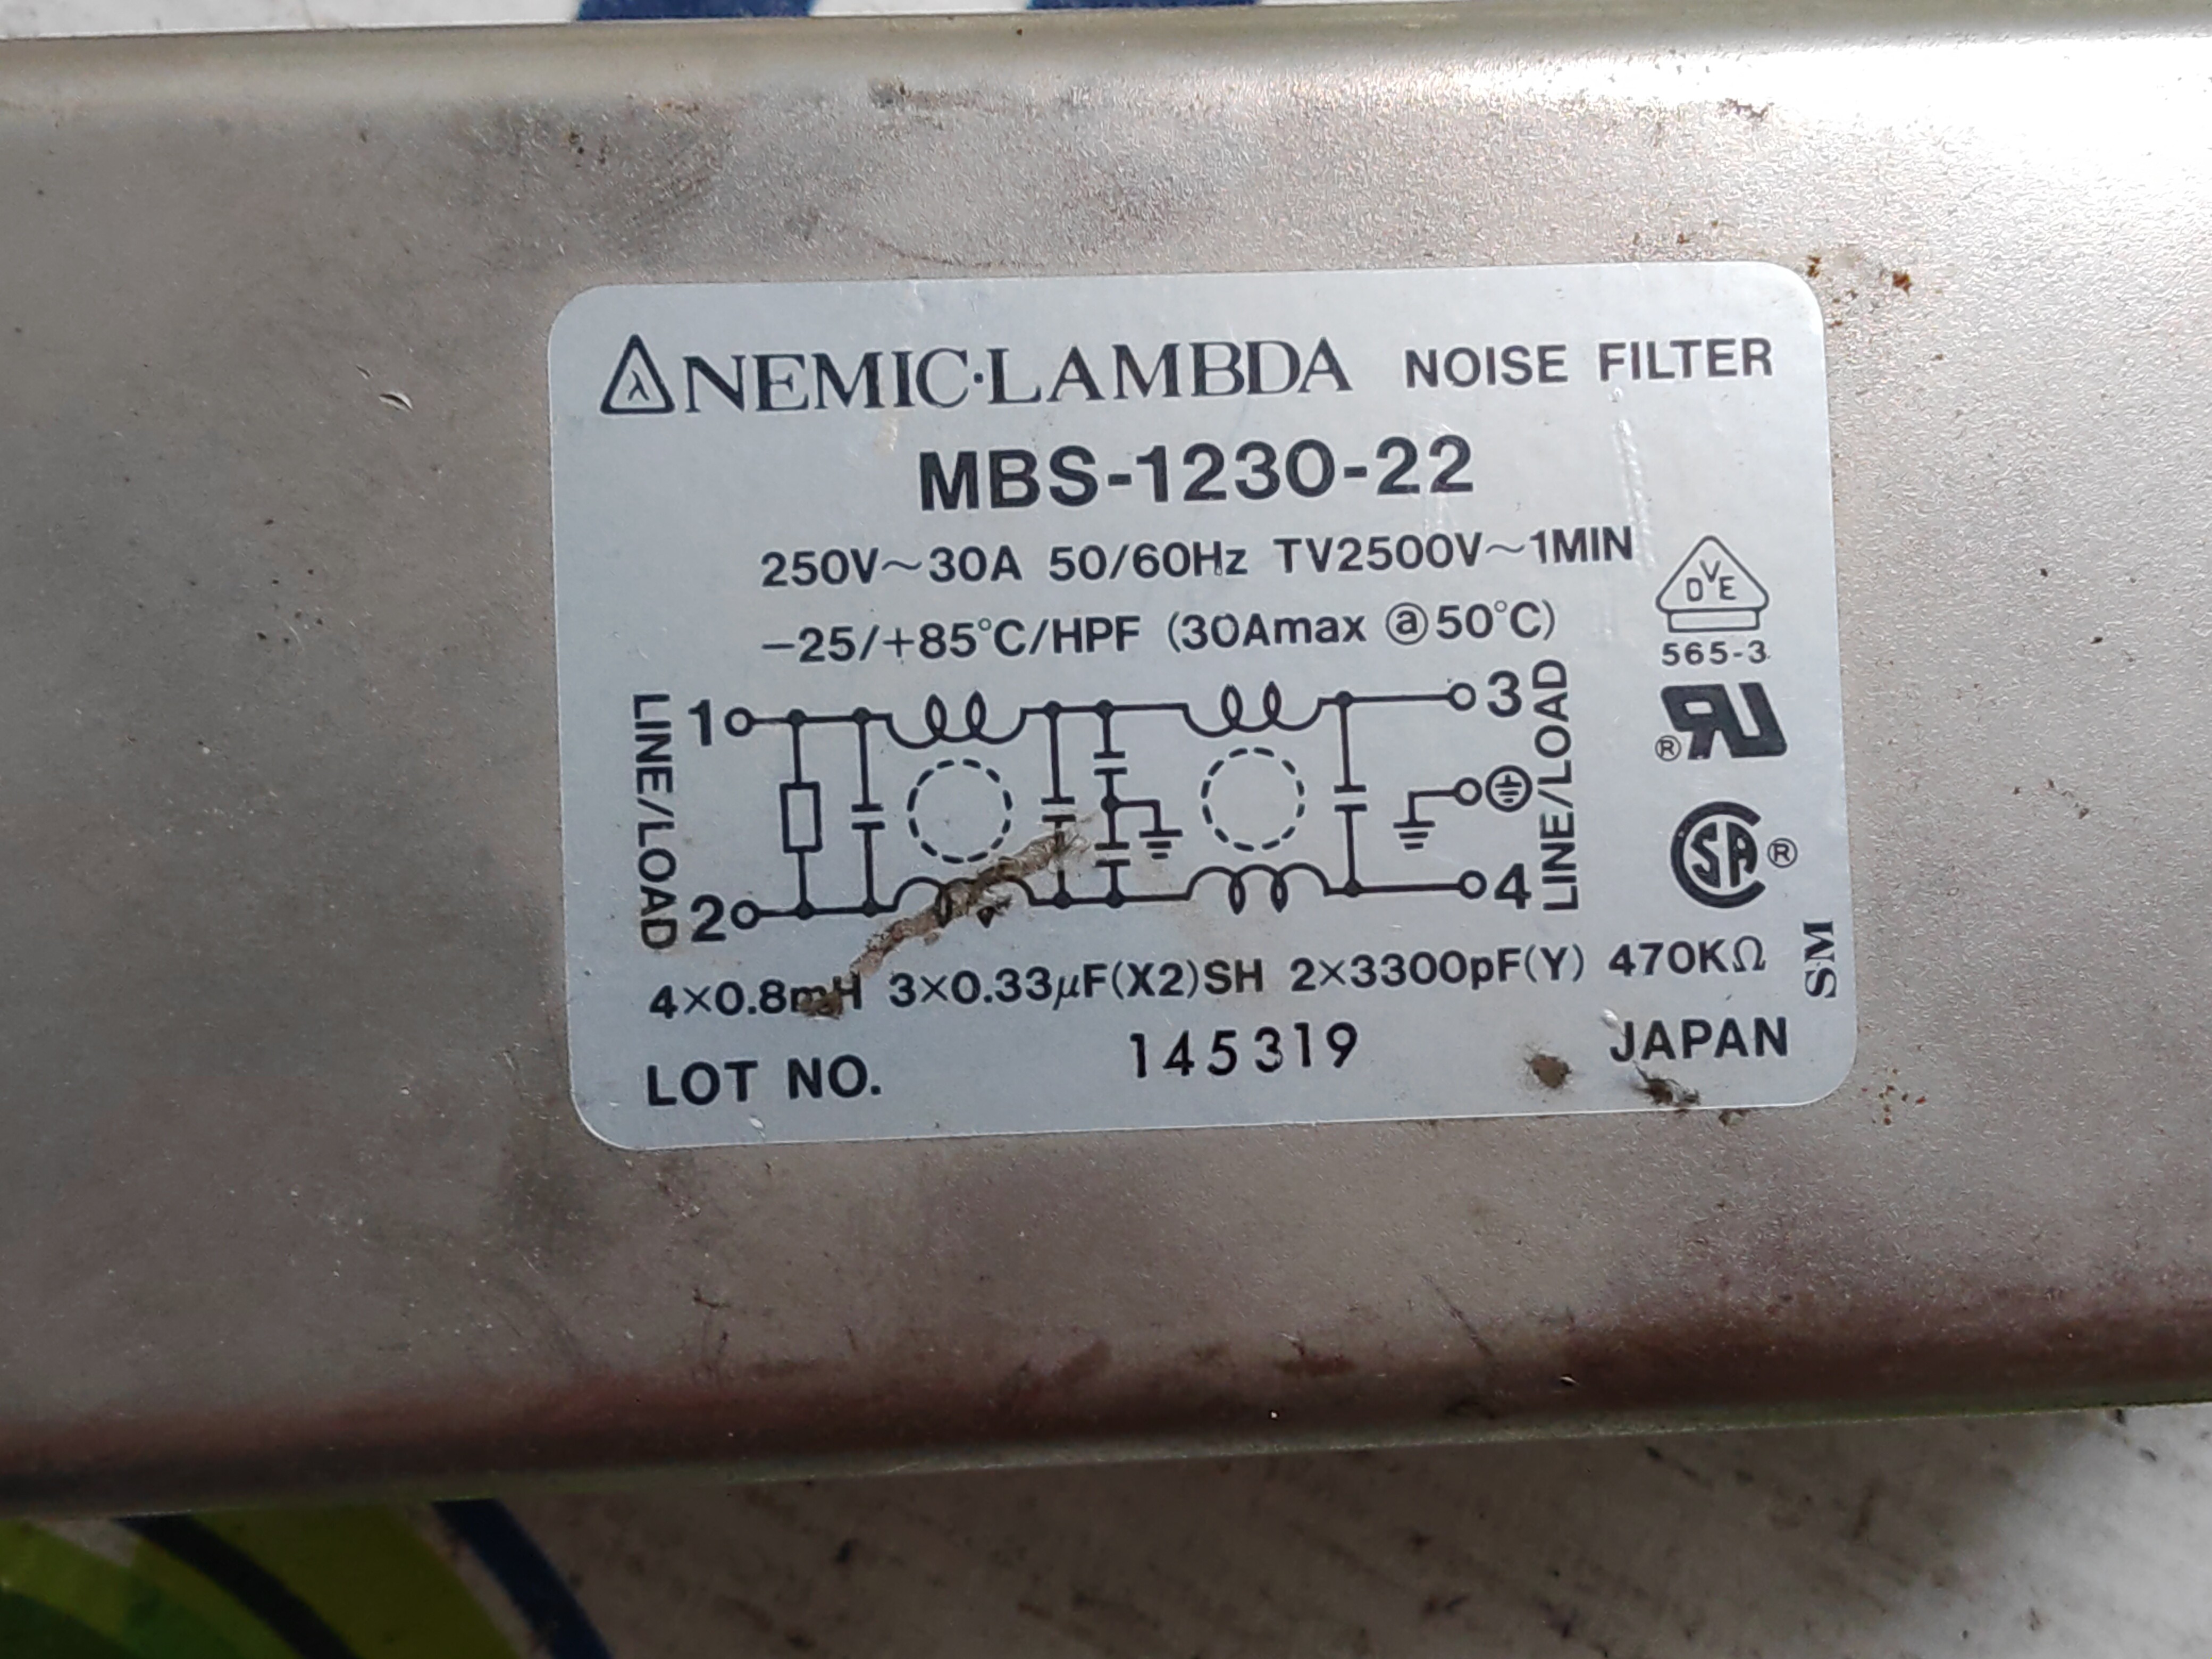 NEMIC·LAMBDA NOISE FILTER
MBS-1230-22
250V~30A 50/60Hz TV2500V~1MIN
-25/+85°C/HPF (30Amax @50°C)
DVE
565-3
LINE/LOAD
1
2
3
4
LINE/LOAD
RU®
CSA®
4×0.8mH 3×0.33µF(X2)SH 2×3300pF(Y) 470KΩ
SM
LOT NO. 145319 JAPAN